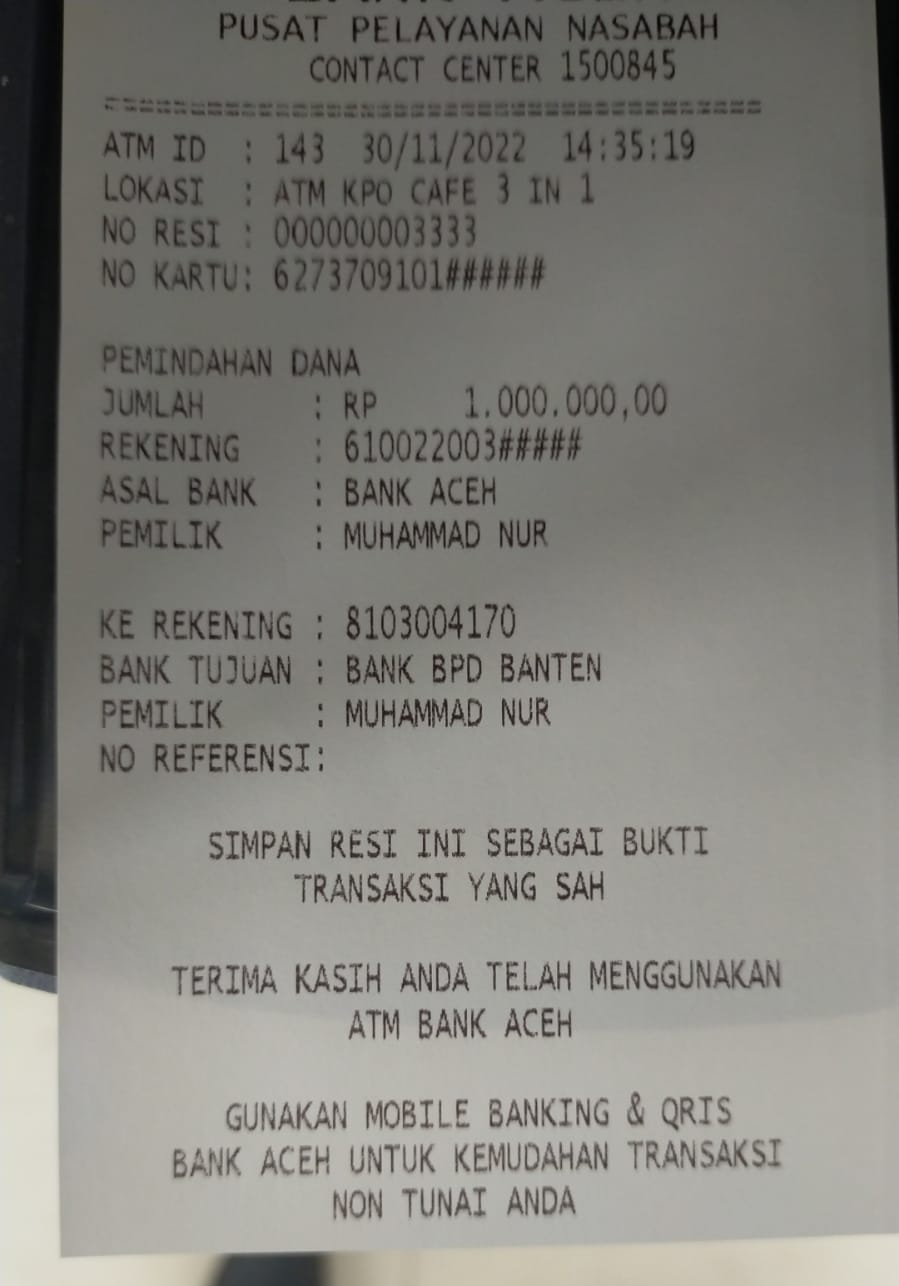 PUSAT PELAYANAN NASABAH
CONTACT CENTER 1500845
=====================================
ATM ID : 143 30/11/2022 14:35:19
LOKASI : ATM KPO CAFE 3 IN 1
NO RESI : 000000003333
NO KARTU: 6273709101######
PEMINDAHAN DANA
JUMLAH : RP 1.000.000,00
REKENING : 610022003#####
ASAL BANK : BANK ACEH
PEMILIK : MUHAMMAD NUR
KE REKENING : 8103004170
BANK TUJUAN : BANK BPD BANTEN
PEMILIK : MUHAMMAD NUR
NO REFERENSI:
SIMPAN RESI INI SEBAGAI BUKTI
TRANSAKSI YANG SAH
TERIMA KASIH ANDA TELAH MENGGUNAKAN
ATM BANK ACEH
GUNAKAN MOBILE BANKING & QRIS
BANK ACEH UNTUK KEMUDAHAN TRANSAKSI
NON TUNAI ANDA